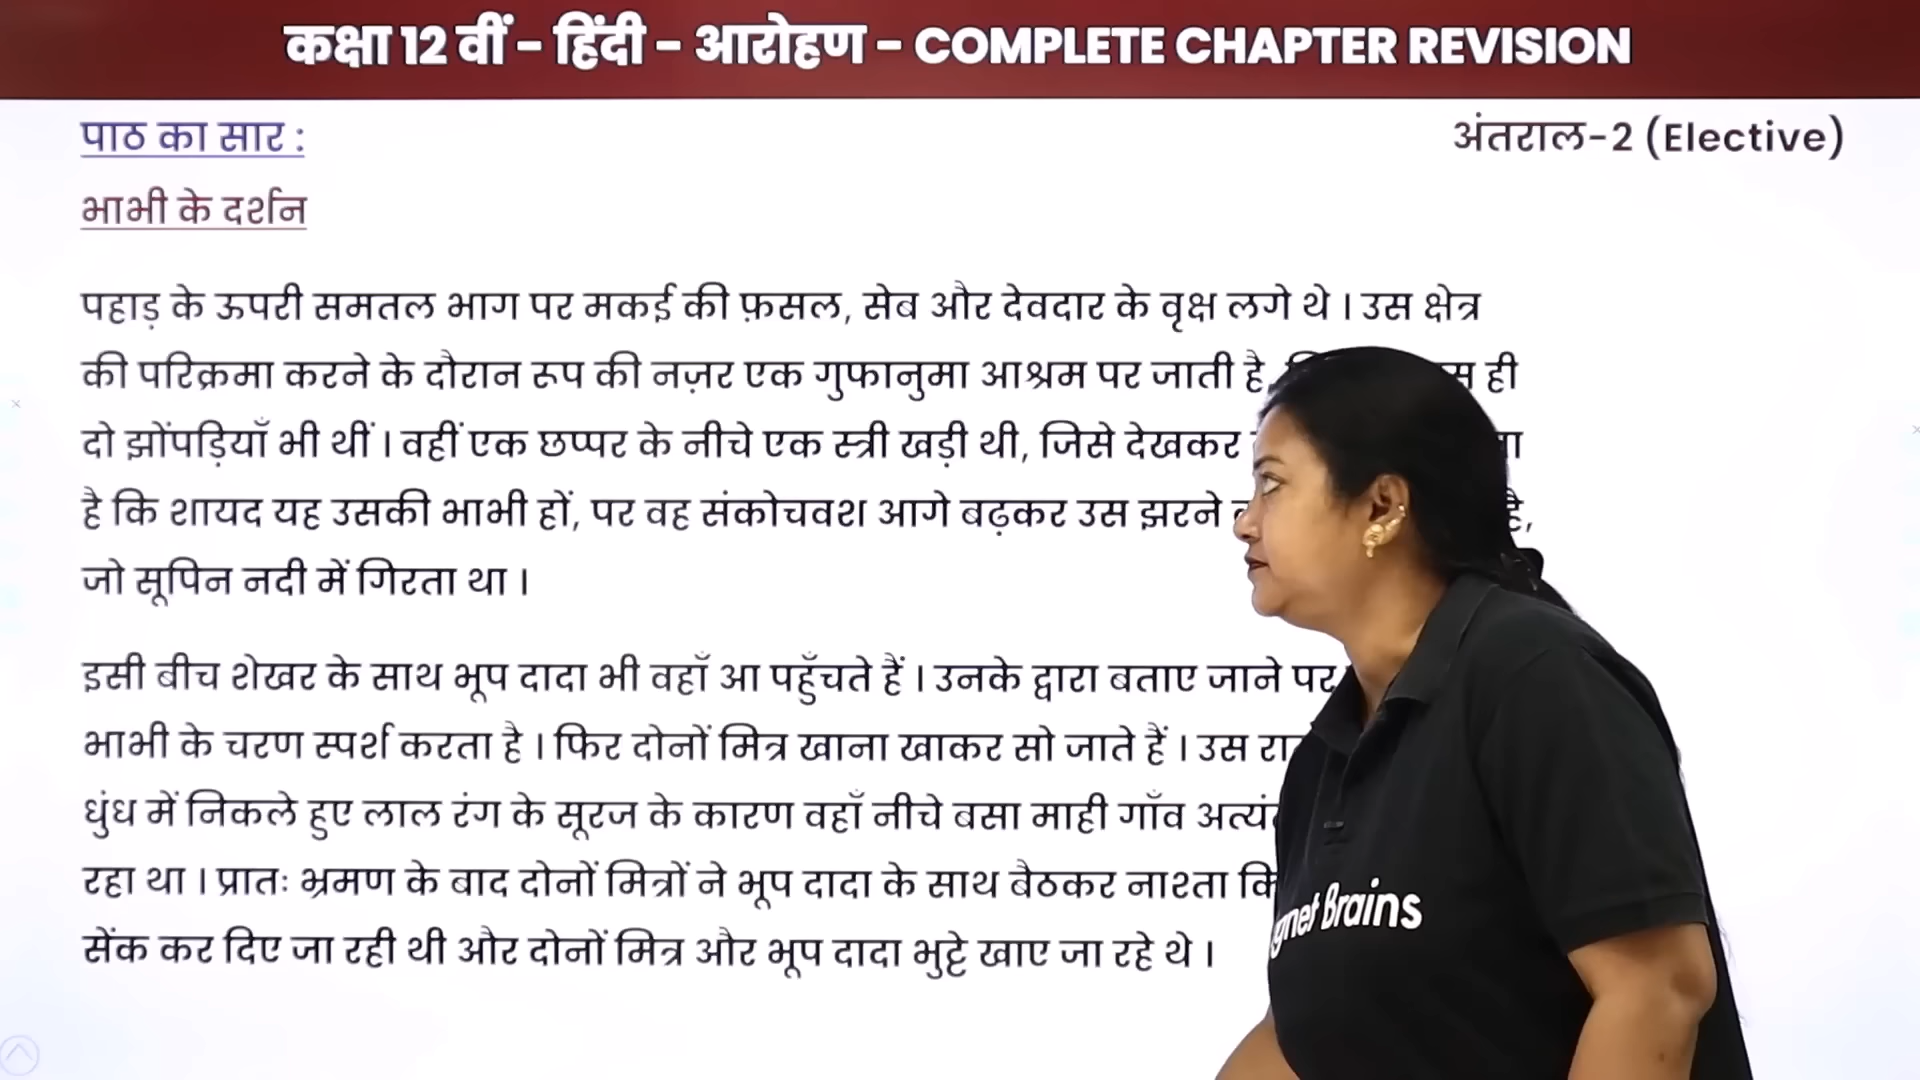 कक्षा 12 वीं - हिंदी - आरोहण - COMPLETE CHAPTER REVISION
पाठ का सार :
अंतराल-2 (Elective)
भाभी के दर्शन
पहाड़ के ऊपरी समतल भाग पर मकई की फ़सल, सेब और देवदार के वृक्ष लगे थे । उस क्षेत्र
की परिक्रमा करने के दौरान रूप की नज़र एक गुफानुमा आश्रम पर जाती है, ही
दो झोंपड़ियाँ भी थीं । वहीं एक छप्पर के नीचे एक स्त्री खड़ी थी, जिसे देखकर
है कि शायद यह उसकी भाभी हों, पर वह संकोचवश आगे बढ़कर उस झरने है,
जो सूपिन नदी में गिरता था ।
इसी बीच शेखर के साथ भूप दादा भी वहाँ आ पहुँचते हैं । उनके द्वारा बताए जाने पर
भाभी के चरण स्पर्श करता है । फिर दोनों मित्र खाना खाकर सो जाते हैं । उस
धुंध में निकले हुए लाल रंग के सूरज के कारण वहाँ नीचे बसा माही गाँव
रहा था । प्रातः भ्रमण के बाद दोनों मित्रों ने भूप दादा के साथ बैठकर नाश्ता
सेंक कर दिए जा रही थी और दोनों मित्र और भूप दादा भुट्टे खाए जा रहे थे ।
Brains